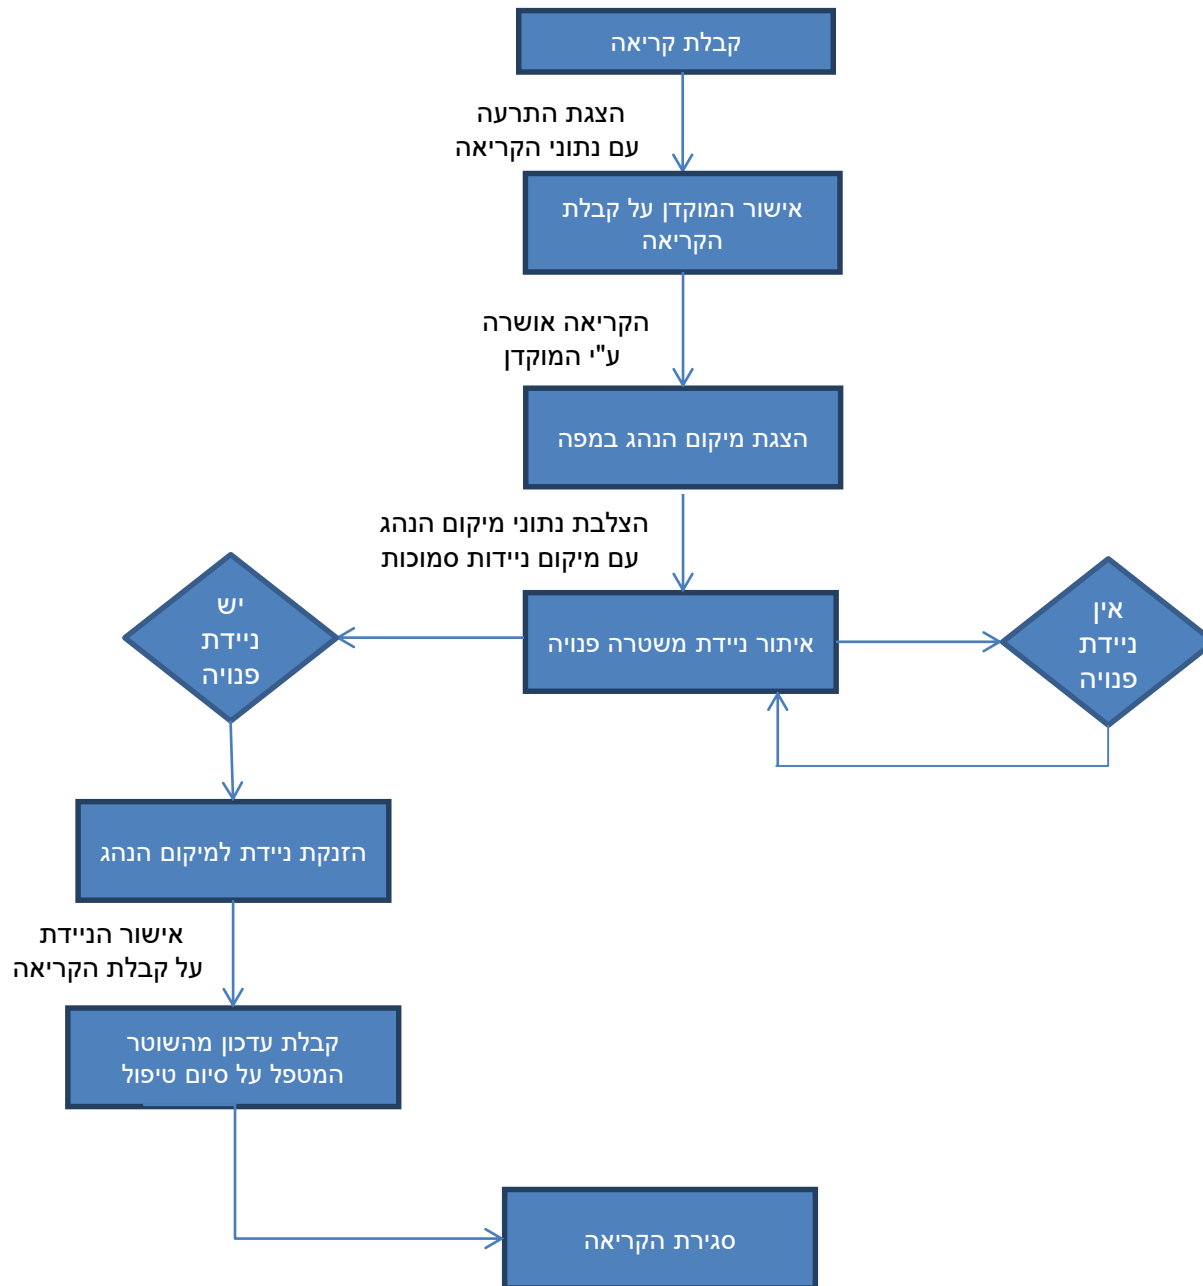 קבלת קריאה
הצגת התרעה
עם נתוני הקריאה
אישור המוקדן על קבלת
הקריאה
הקריאה אושרה
ע"י המוקדן
הצגת מיקום הנהג במפה
הצלבת נתוני מיקום הנהג
עם מיקום ניידות סמוכות
איתור ניידת משטרה פנויה
אין
ניידת
פנויה
יש
ניידת
פנויה
הזנקת ניידת למיקום הנהג
אישור הניידת
על קבלת הקריאה
קבלת עדכון מהשוטר
המטפל על סיום טיפול
סגירת הקריאה